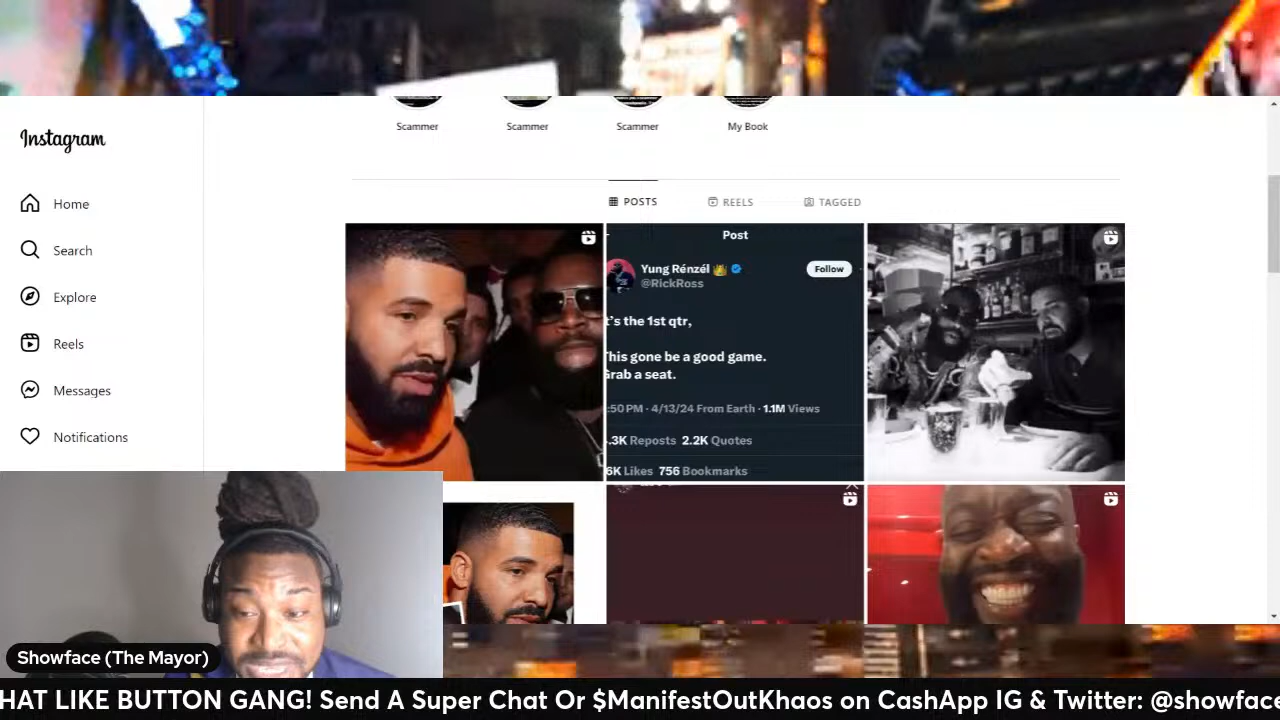 Scammer
Scammer
Scammer
My Book
Instagram
Home
Search
Explore
Reels
Messages
Notifications
POSTS
REELS
TAGGED
Post
Yung Rénzél
@RickRoss
Follow
t's the 1st qtr,
his gone be a good game.
rab a seat.
:50 PM · 4/13/24 From Earth · 1.1M Views
.3K Reposts 2.2K Quotes
6K Likes 756 Bookmarks
Showface (The Mayor)
HAT LIKE BUTTON GANG! Send A Super Chat Or $ManifestOutKhaos on CashApp IG & Twitter: @showface